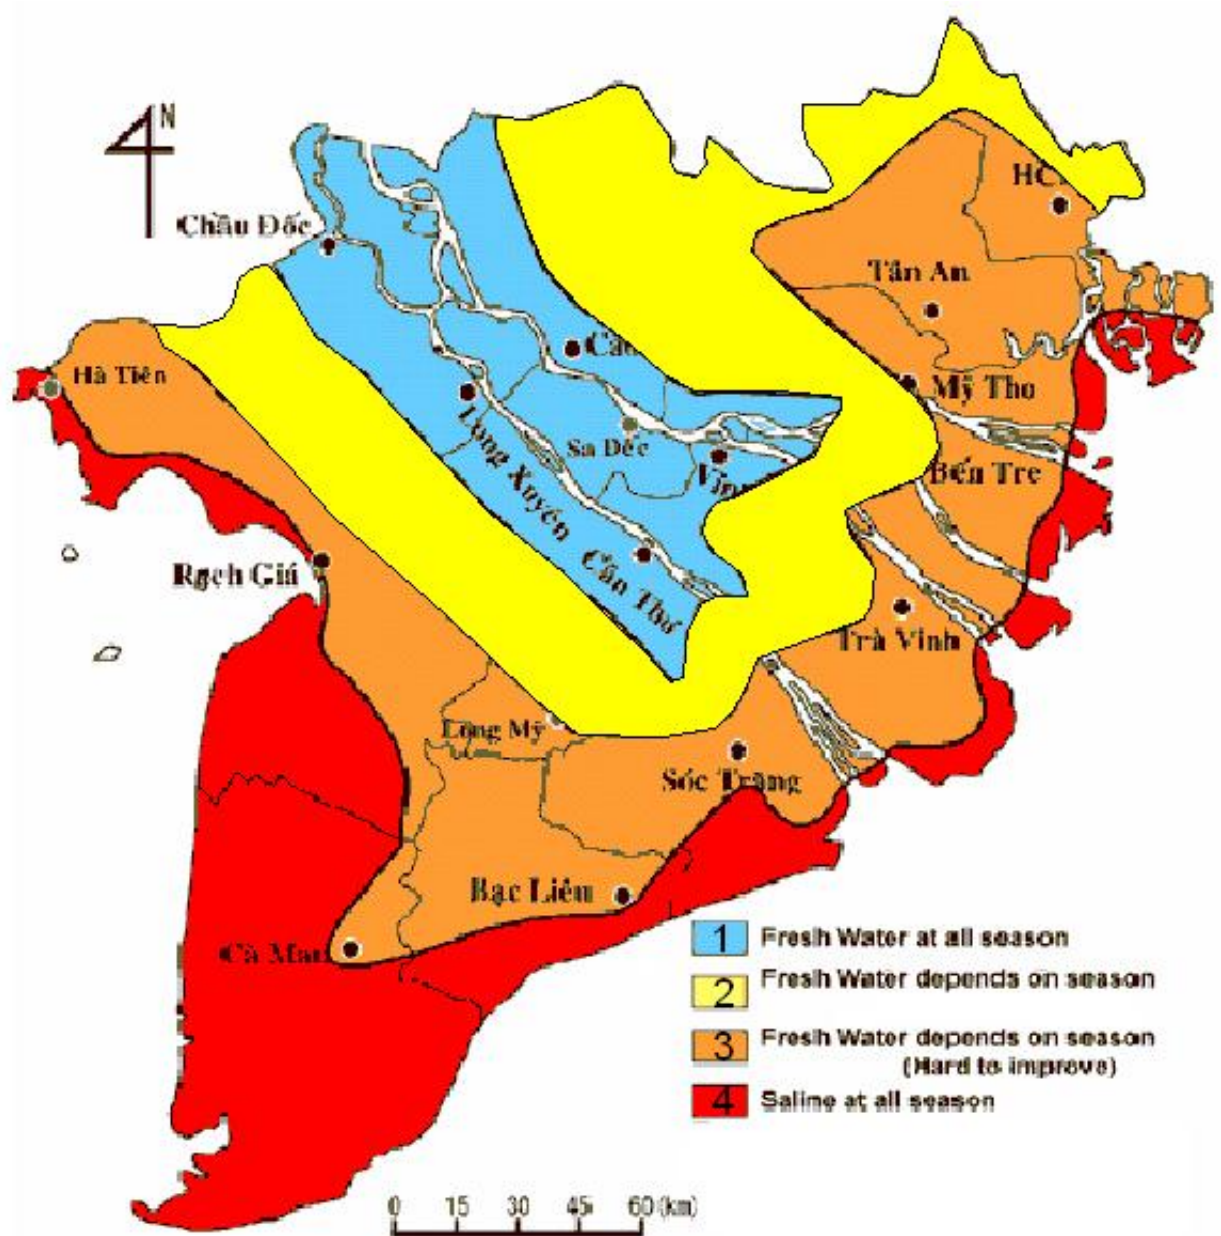 N
HC
Châu Đốc
Tân An
Hà Tiên
Mỹ Tho
Sa Đéc
Bến Tre
Long Xuyên
Cần Thơ
Rạch Giá
Trà Vinh
Long Mỹ
Sóc Trăng
Bạc Liêu
Cà Mau
1 Fresh Water at all season
2 Fresh Water depends on season
3 Fresh Water depends on season
(Hard to improve)
4 Saline at all season
0 15 30 45 60 (km)